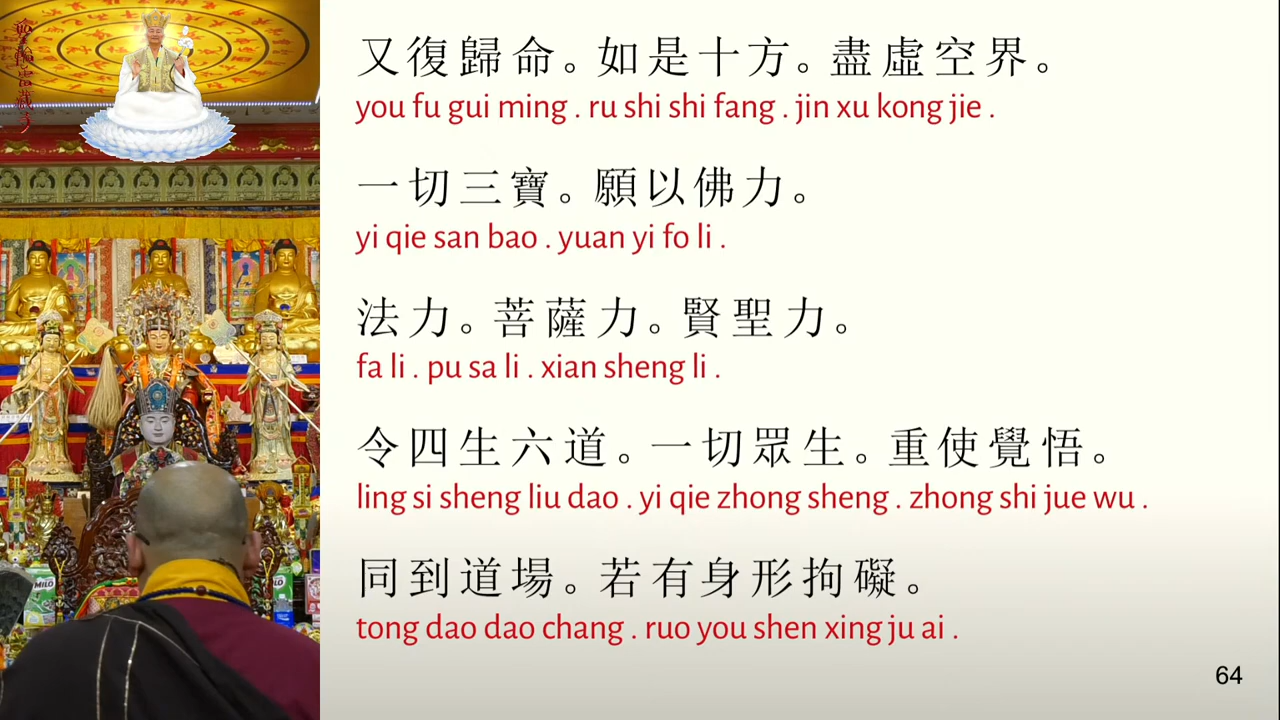 又復歸命。如是十方。盡虛空界。
you fu gui ming . ru shi shi fang . jin xu kong jie .
一切三寶。願以佛力。
yi qie san bao . yuan yi fo li .
法力。菩薩力。賢聖力。
fa li . pu sa li . xian sheng li .
令四生六道。一切眾生。重使覺悟。
ling si sheng liu dao . yi qie zhong sheng . zhong shi jue wu .
同到道場。若有身形拘礙。
tong dao dao chang . ruo you shen xing ju ai .
64
MILO